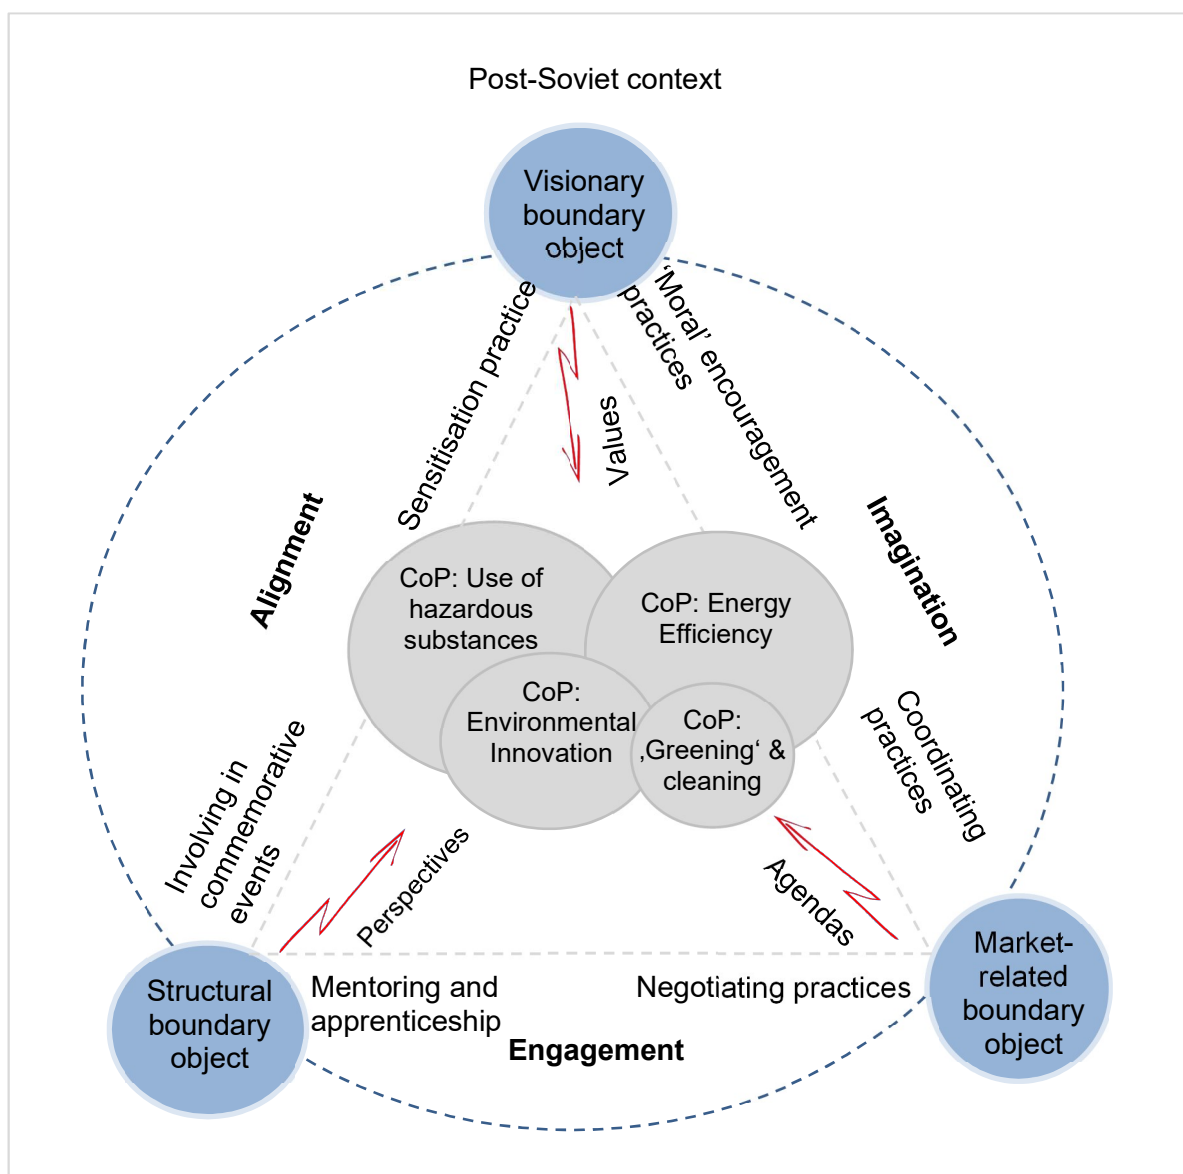 Post-Soviet context
Visionary
boundary
object
Sensitisation practice
‘Moral’ encouragement
practices
Values
Alignment
Imagination
CoP: Use of
hazardous
substances
CoP: Energy
Efficiency
CoP:
Environmental
Innovation
CoP:
‚Greening‘ &
cleaning
Involving in
commemorative
events
Coordinating
practices
Perspectives
Agendas
Structural
boundary
object
Mentoring and
apprenticeship
Negotiating practices
Engagement
Market-
related
boundary
object